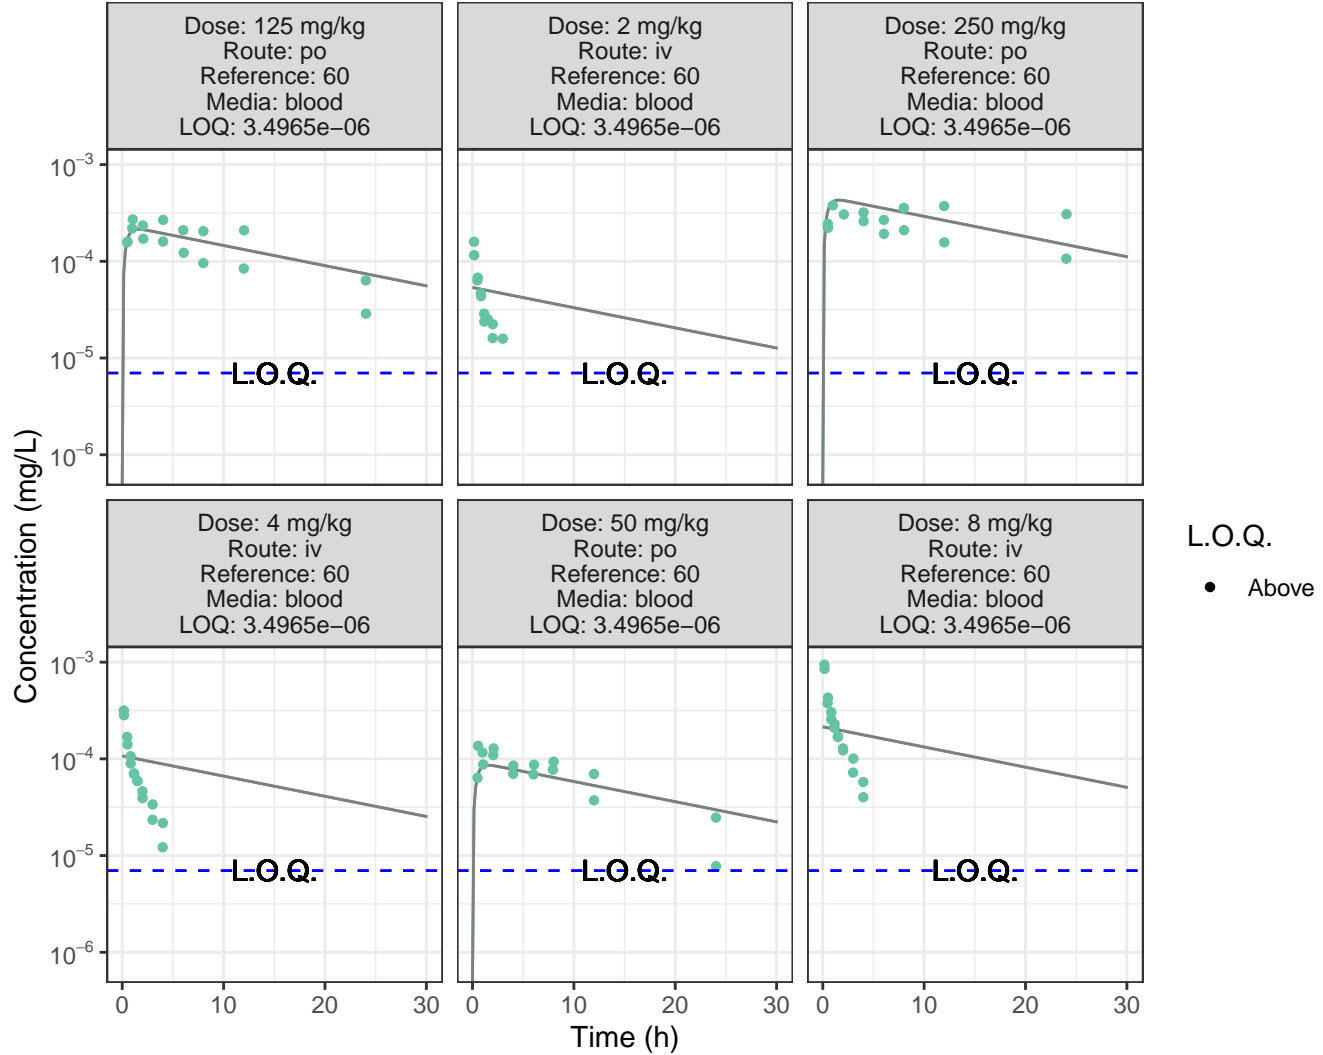 Dose: 125 mg/kg
Route: po
Reference: 60
Media: blood
LOQ: 3.4965e−06
Dose: 2 mg/kg
Route: iv
Reference: 60
Media: blood
LOQ: 3.4965e−06
Dose: 250 mg/kg
Route: po
Reference: 60
Media: blood
LOQ: 3.4965e−06
10⁻³
10⁻⁴
10⁻⁵
10⁻⁶
L.O.Q.
L.O.Q.
L.O.Q.
Concentration (mg/L)
Dose: 4 mg/kg
Route: iv
Reference: 60
Media: blood
LOQ: 3.4965e−06
Dose: 50 mg/kg
Route: po
Reference: 60
Media: blood
LOQ: 3.4965e−06
Dose: 8 mg/kg
Route: iv
Reference: 60
Media: blood
LOQ: 3.4965e−06
10⁻³
10⁻⁴
10⁻⁵
10⁻⁶
L.O.Q.
L.O.Q.
L.O.Q.
0 10 20 30
0 10 20 30
0 10 20 30
Time (h)
L.O.Q.
Above